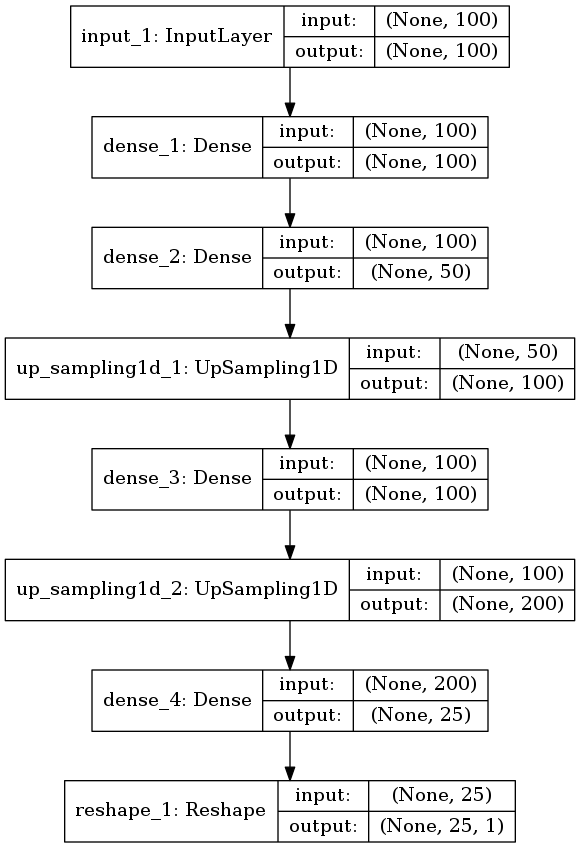 input_1: InputLayer
input: (None, 100)
output: (None, 100)
dense_1: Dense
input: (None, 100)
output: (None, 100)
dense_2: Dense
input: (None, 100)
output: (None, 50)
up_sampling1d_1: UpSampling1D
input: (None, 50)
output: (None, 100)
dense_3: Dense
input: (None, 100)
output: (None, 100)
up_sampling1d_2: UpSampling1D
input: (None, 100)
output: (None, 200)
dense_4: Dense
input: (None, 200)
output: (None, 25)
reshape_1: Reshape
input: (None, 25)
output: (None, 25, 1)